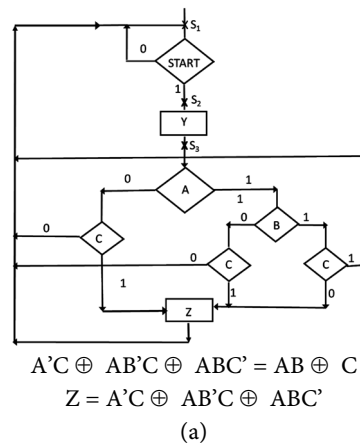 S1
0
START
1
S2
Y
S3
0
A
1
1
0
B
1
0
C
0
C
C
1
1
1
0
Z
A’C ⊕ AB’C ⊕ ABC’ = AB ⊕ C
Z = A’C ⊕ AB’C ⊕ ABC’
(a)